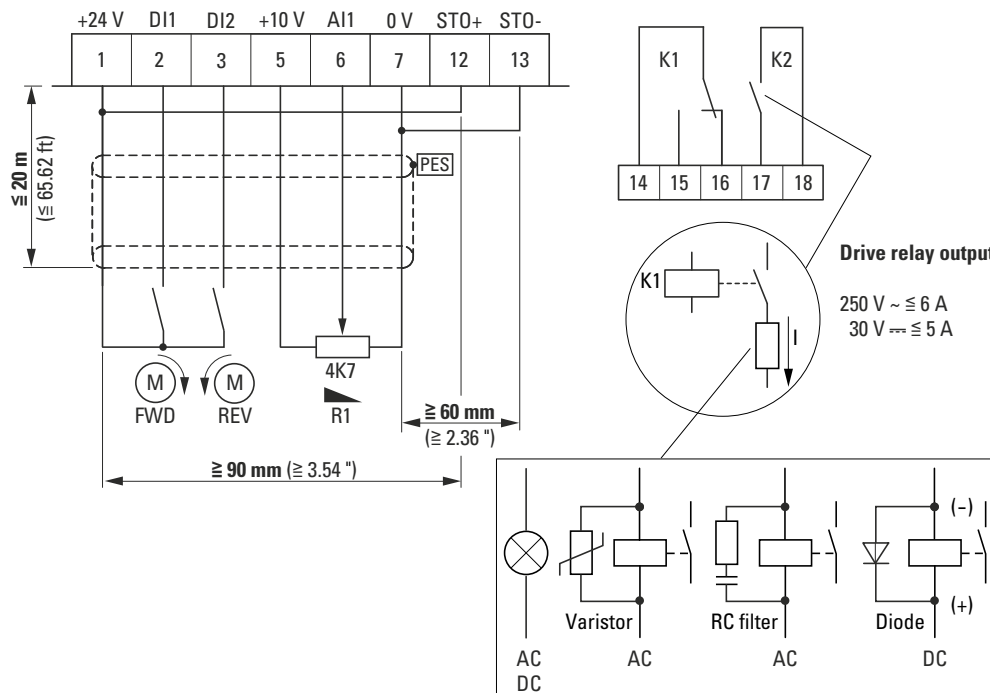 +24 V DI1 DI2 +10 V AI1 0 V STO+ STO-
1 2 3 5 6 7 12 13
≦ 20 m
(≦ 65.62 ft)
PES
4K7
R1
M
FWD
M
REV
≧ 60 mm
(≧ 2.36 ")
≧ 90 mm (≧ 3.54 ")
K1 K2
14 15 16 17 18
Drive relay output
K1
I
250 V ~ ≦ 6 A
30 V ⎓ ≦ 5 A
(–)
(+)
Varistor RC filter Diode
AC
DC
AC
AC
DC